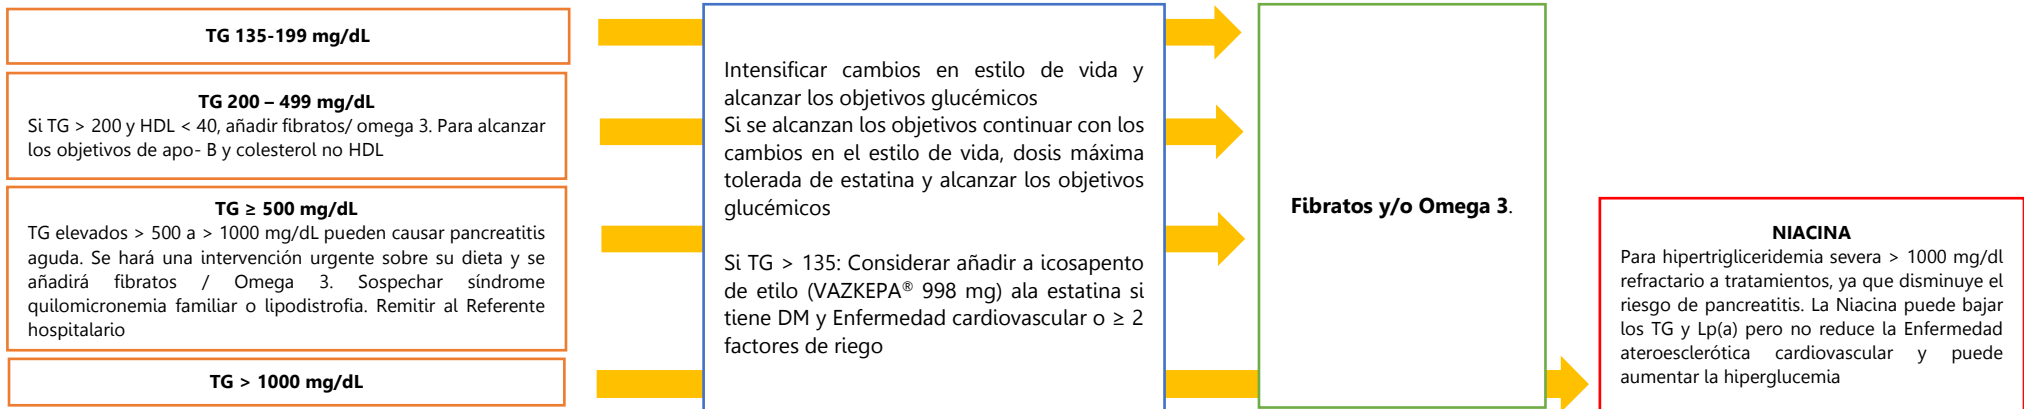 TG 135-199 mg/dL
TG 200 – 499 mg/dL
Si TG > 200 y HDL < 40, añadir fibratos/ omega 3. Para alcanzar
los objetivos de apo- B y colesterol no HDL
TG ≥ 500 mg/dL
TG elevados > 500 a > 1000 mg/dL pueden causar pancreatitis
aguda. Se hará una intervención urgente sobre su dieta y se
añadirá fibratos / Omega 3. Sospechar síndrome
quilomicronemia familiar o lipodistrofia. Remitir al Referente
hospitalario
TG > 1000 mg/dL
Intensificar cambios en estilo de vida y
alcanzar los objetivos glucémicos
Si se alcanzan los objetivos continuar con los
cambios en el estilo de vida, dosis máxima
tolerada de estatina y alcanzar los objetivos
glucémicos
Si TG > 135: Considerar añadir a icosapento
de etilo (VAZKEPA® 998 mg) ala estatina si
tiene DM y Enfermedad cardiovascular o ≥ 2
factores de riego
Fibratos y/o Omega 3.
NIACINA
Para hipertrigliceridemia severa > 1000 mg/dl
refractario a tratamientos, ya que disminuye el
riesgo de pancreatitis. La Niacina puede bajar
los TG y Lp(a) pero no reduce la Enfermedad
ateroesclerótica cardiovascular y puede
aumentar la hiperglucemia